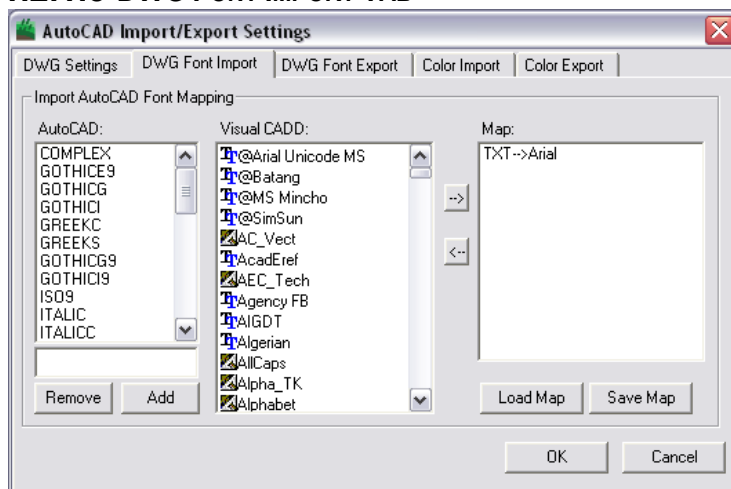 AutoCAD Import/Export Settings
DWG Settings DWG Font Import DWG Font Export Color Import Color Export
Import AutoCAD Font Mapping
AutoCAD:
COMPLEX
GOTHICE9
GOTHICG
GOTHICI
GREEKC
GREEKS
GOTHICG9
GOTHICI9
ISO9
ITALIC
ITALICC
Remove Add
Visual CADD:
@Arial Unicode MS
@Batang
@MS Mincho
@SimSun
AC_Vect
AcadEref
AEC_Tech
Agency FB
AIGDT
Algerian
AllCaps
Alpha_TK
Alphabet
-->
<--
Map:
TXT-->Arial
Load Map Save Map
OK Cancel